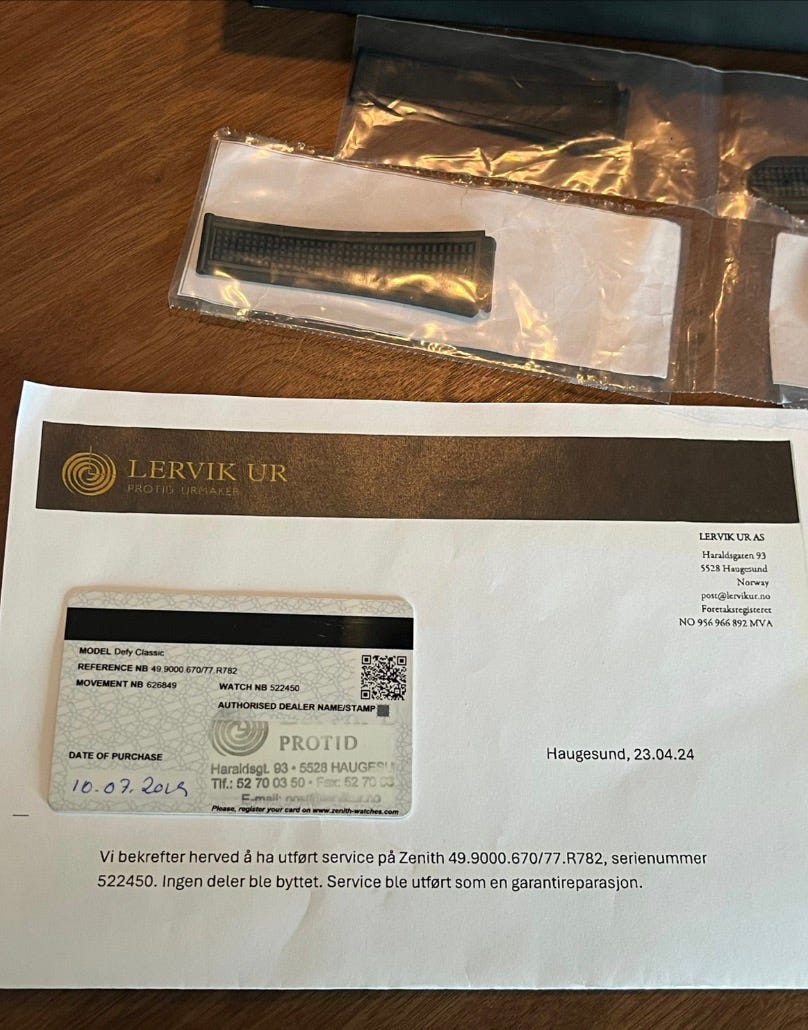 LERVIK UR
PROTID URMAKER
LERVIK UR AS
Haraldsgaten 93
5528 Haugesund
Norway
post@lervikur.no
Foretaksregisteret
NO 956 966 892 MVA
MODEL Defy Classic
REFERENCE NB 49.9000.670/77.R782
MOVEMENT NB 626849
WATCH NB 522450
AUTHORISED DEALER NAME/STAMP
PROTID
Haraldsgt. 93 • 5528 HAUGESU
Tlf.: 52 70 03 50 • Fax: 52 70 03
E-mail:
DATE OF PURCHASE
10.07.2019
Please, register your card on www.zenith-watches.com
Haugesund, 23.04.24
Vi bekrefter herved å ha utført service på Zenith 49.9000.670/77.R782, serienummer
522450. Ingen deler ble byttet. Service ble utført som en garantireparasjon.